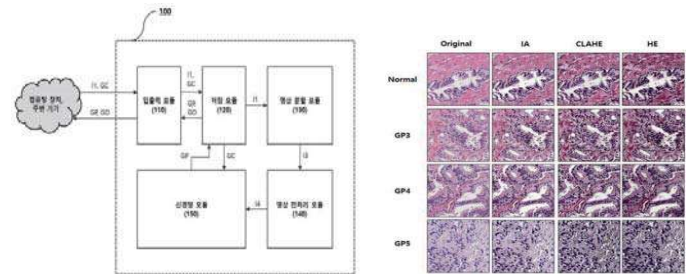 100
컴퓨팅 장치,
주변 기기
I1, GC
GP, GO
입출력 모듈
(110)
I1,
GC
GP,
GO
저장 모듈
(120)
I1
영상 분할 모듈
(130)
GP
GC
I3
신경망 모듈
(150)
I4
영상 전처리 모듈
(140)
Original IA CLAHE HE
Normal
GP3
GP4
GP5